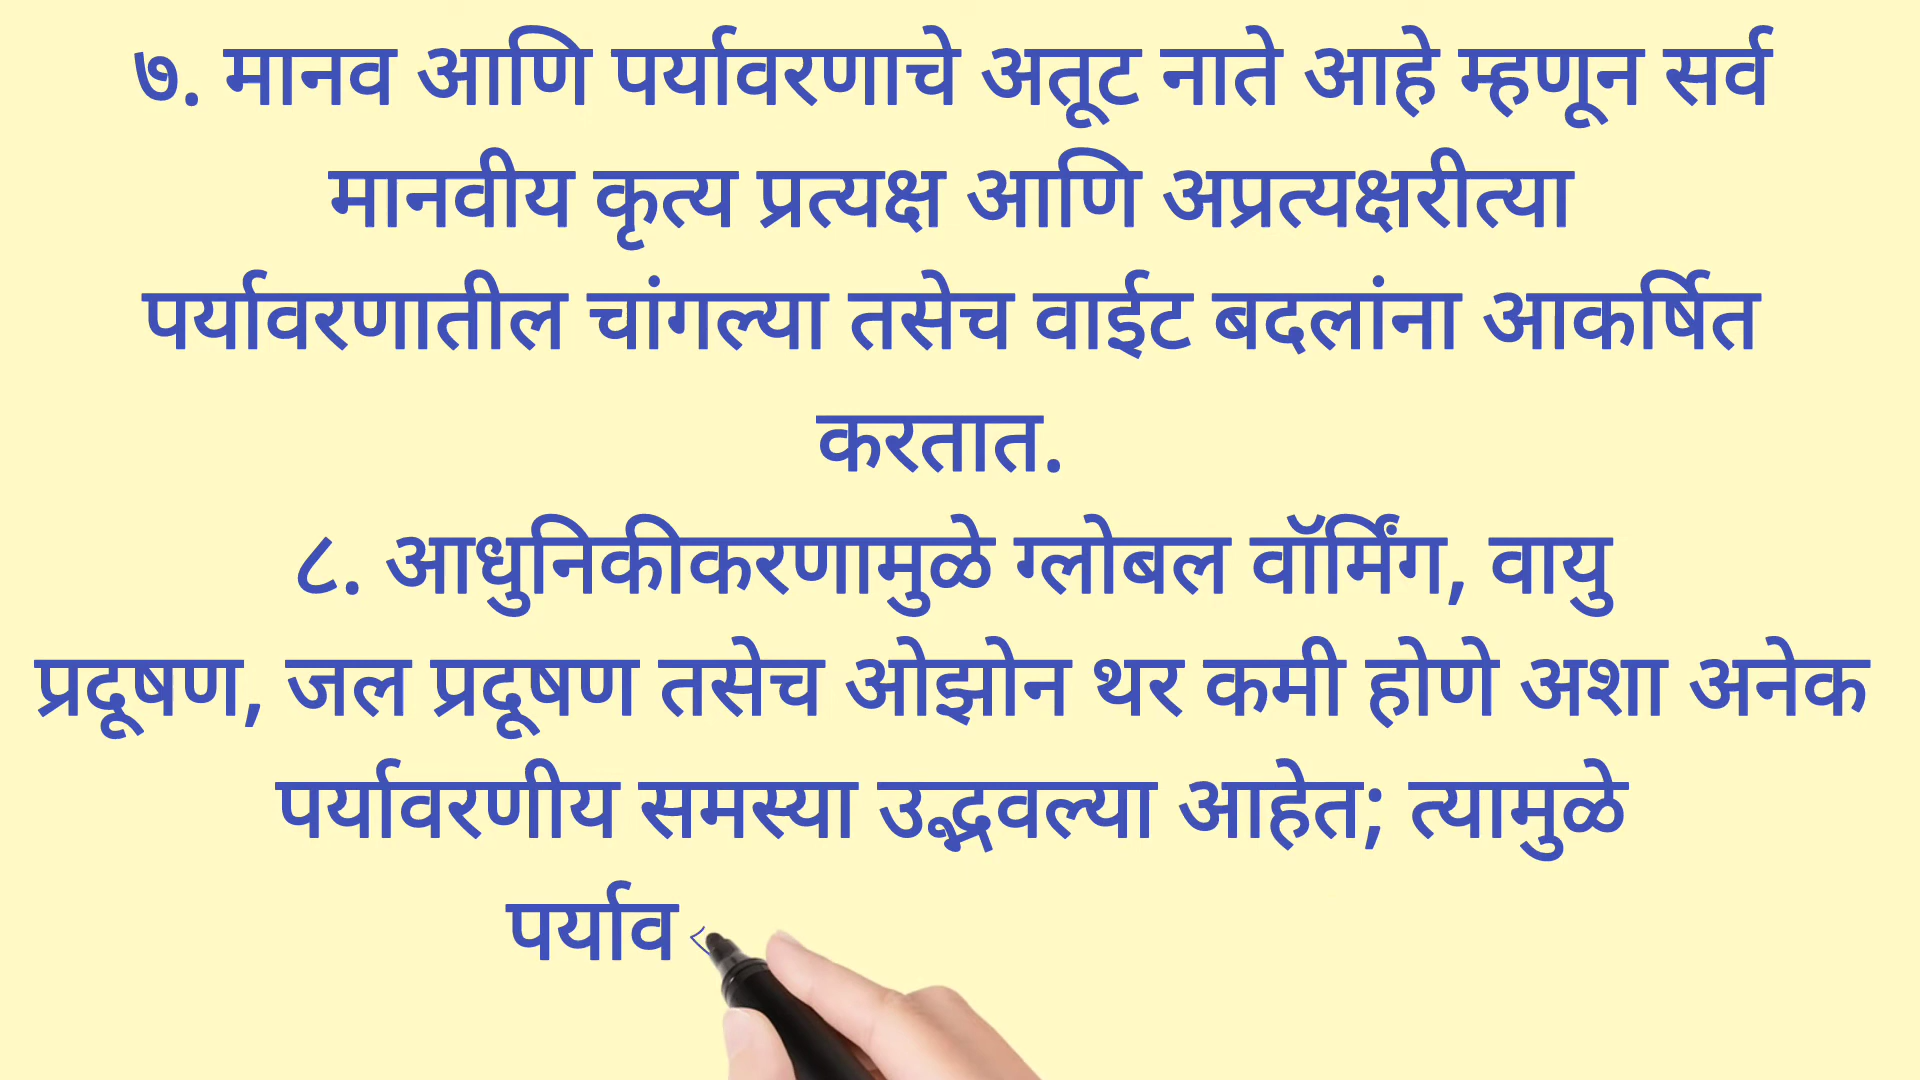 ७. मानव आणि पर्यावरणाचे अतूट नाते आहे म्हणून सर्व
मानवीय कृत्य प्रत्यक्ष आणि अप्रत्यक्षरीत्या
पर्यावरणातील चांगल्या तसेच वाईट बदलांना आकर्षित
करतात.
८. आधुनिकीकरणामुळे ग्लोबल वॉर्मिंग, वायु
प्रदूषण, जल प्रदूषण तसेच ओझोन थर कमी होणे अशा अनेक
पर्यावरणीय समस्या उद्भवल्या आहेत; त्यामुळे
पर्याव